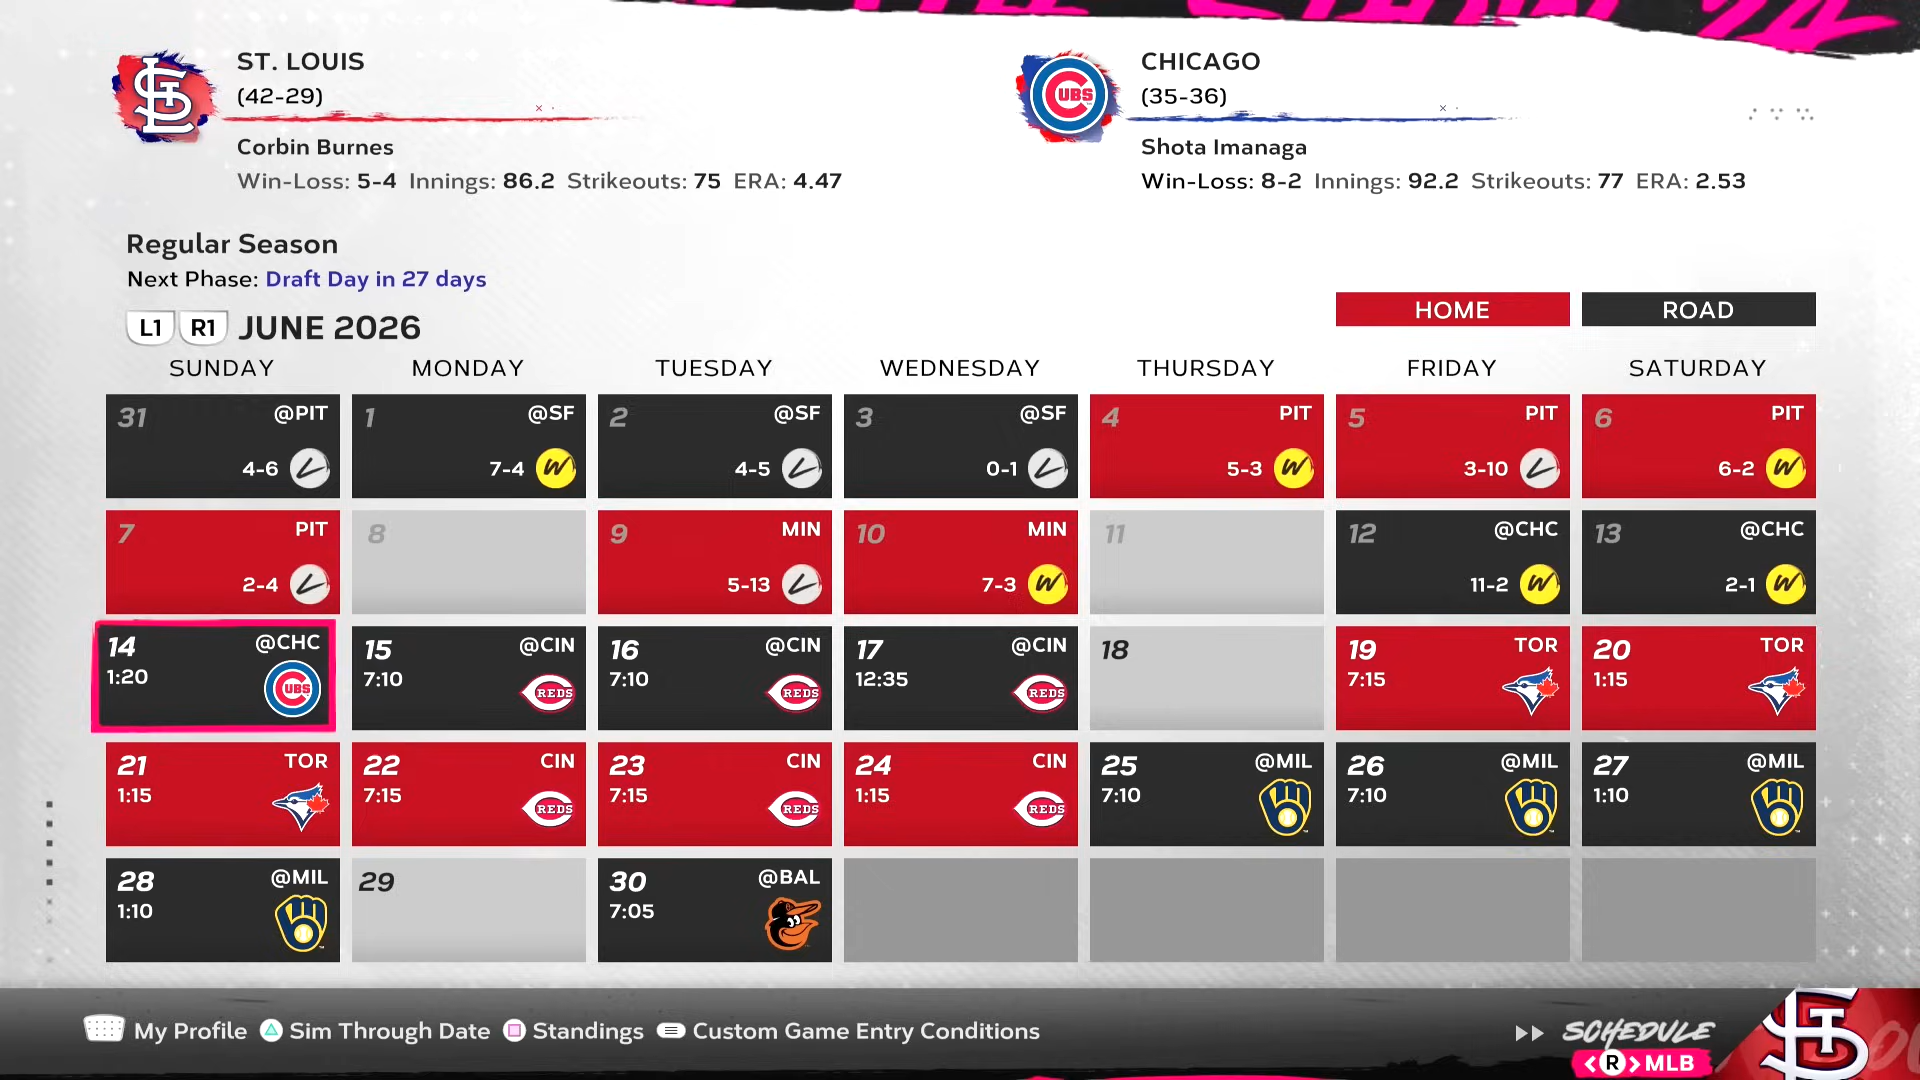 ST. LOUIS
(42-29)
Corbin Burnes
Win-Loss: 5-4 Innings: 86.2 Strikeouts: 75 ERA: 4.47
CHICAGO
(35-36)
Shota Imanaga
Win-Loss: 8-2 Innings: 92.2 Strikeouts: 77 ERA: 2.53
Regular Season
Next Phase: Draft Day in 27 days
L1 R1 JUNE 2026
HOME ROAD
SUNDAY MONDAY TUESDAY WEDNESDAY THURSDAY FRIDAY SATURDAY
31 @PIT 1 @SF 2 @SF 3 @SF 4 PIT 5 PIT 6 PIT
4-6 L 7-4 W 4-5 L 0-1 L 5-3 W 3-10 L 6-2 W
7 PIT 8 9 MIN 10 MIN 11 12 @CHC 13 @CHC
2-4 L 5-13 L 7-3 W 11-2 W 2-1 W
14 @CHC 15 @CIN 16 @CIN 17 @CIN 18 19 TOR 20 TOR
1:20 7:10 7:10 12:35 7:15 1:15
CUBS REDS REDS REDS
21 TOR 22 CIN 23 CIN 24 CIN 25 @MIL 26 @MIL 27 @MIL
1:15 7:15 7:15 1:15 7:10 7:10 1:10
REDS REDS REDS
28 @MIL 29 30 @BAL
1:10 7:05
My Profile Sim Through Date Standings Custom Game Entry Conditions
SCHEDULE
R MLB